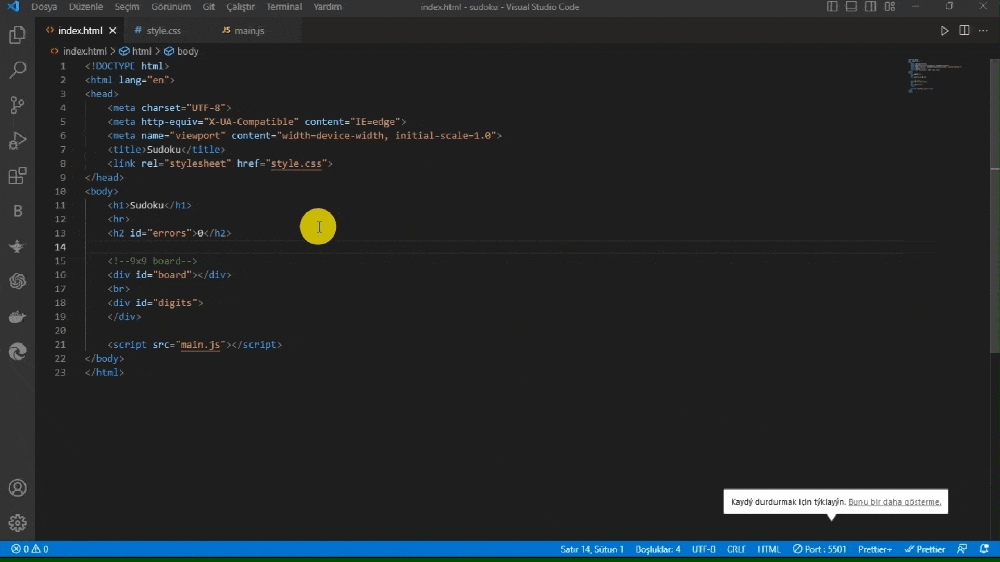 Dosya Düzenle Seçim Görünüm Git Çalıştır Terminal Yardım index.html - sudoku - Visual Studio Code
index.html style.css JS main.js
index.html > html > body
1 <!DOCTYPE html>
2 <html lang="en">
3 <head>
4 <meta charset="UTF-8">
5 <meta http-equiv="X-UA-Compatible" content="IE=edge">
6 <meta name="viewport" content="width=device-width, initial-scale=1.0">
7 <title>Sudoku</title>
8 <link rel="stylesheet" href="style.css">
9 </head>
10 <body>
11 <h1>Sudoku</h1>
12 <hr>
13 <h2 id="errors">0</h2>
14
15 <!--9x9 board-->
16 <div id="board"></div>
17 <br>
18 <div id="digits">
19 </div>
20
21 <script src="main.js"></script>
22 </body>
23 </html>
Kaydý durdurmak için týklayýn. Bunu bir daha gösterme.
0 0 Satır 14, Sütun 1 Boşluklar: 4 UTF-8 CRLF HTML Port : 5501 Prettier+ Prettier